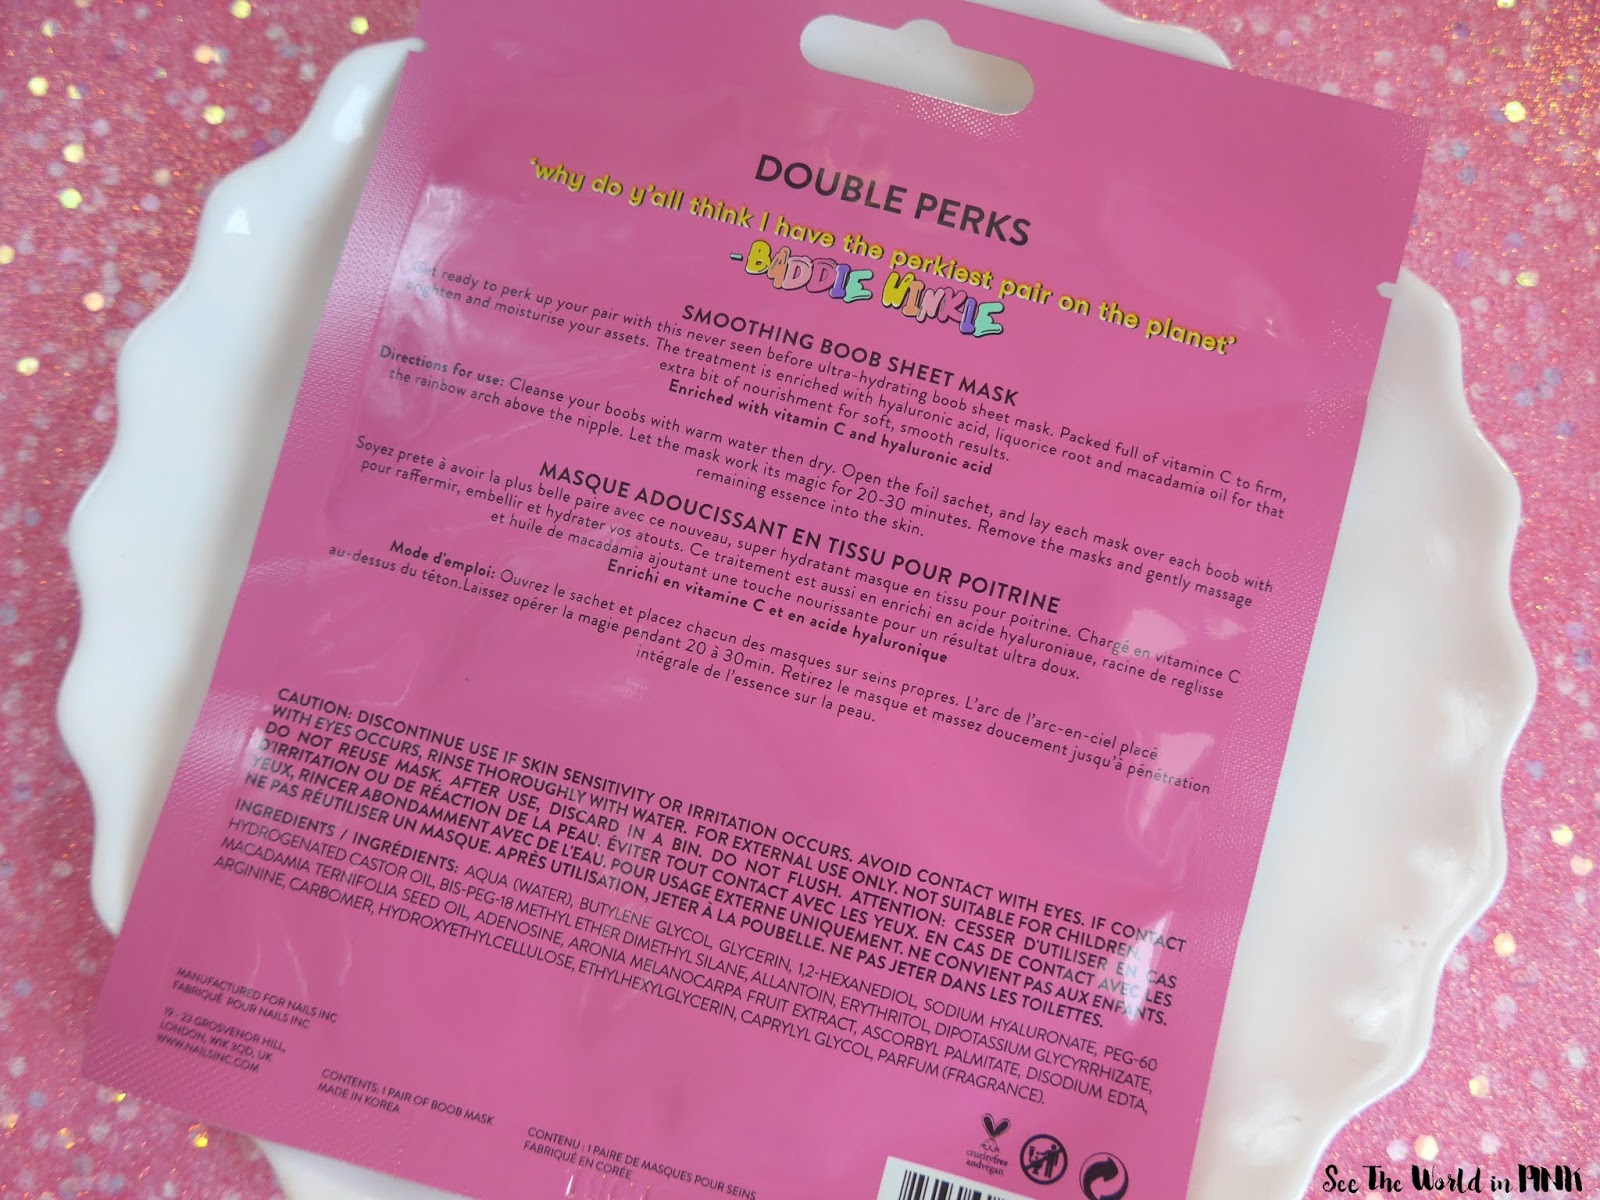 DOUBLE PERKS
'why do y'all think I have the perkiest pair on the planet'
-BADDIE WINKLE
SMOOTHING BOOB SHEET MASK
Get ready to perk up your pair with this never seen before ultra-hydrating boob sheet mask. Packed full of vitamin C to firm,
brighten and moisturise your assets. The treatment is enriched with hyaluronic acid, liquorice root and macadamia oil for that
extra bit of nourishment for soft, smooth results.
Enriched with vitamin C and hyaluronic acid
Directions for use: Cleanse your boobs with warm water then dry. Open the foil sachet, and lay each mask over each boob with
the rainbow arch above the nipple. Let the mask work its magic for 20-30 minutes. Remove the masks and gently massage
remaining essence into the skin.
MASQUE ADOUCISSANT EN TISSU POUR POITRINE
Soyez prete à avoir la plus belle paire avec ce nouveau, super hydratant masque en tissu pour poitrine. Chargé en vitamince C
pour raffermir, embellir et hydrater vos atouts. Ce traitement est aussi en enrichi en acide hyaluroniaue, racine de reglisse
et huile de macadamia ajoutant une touche nourissante pour un résultat ultra doux.
Enrichi en vitamine C et en acide hyaluronique
Mode d'emploi: Ouvrez le sachet et placez chacun des masques sur seins propres. L'arc de l'arc-en-ciel placé
au-dessus du téton.Laissez opérer la magie pendant 20 à 30min. Retirez le masque et massez doucement jusqu'à pénétration
intégrale de l'essence sur la peau.
CAUTION: DISCONTINUE USE IF SKIN SENSITIVITY OR IRRITATION OCCURS. AVOID CONTACT WITH EYES. IF CONTACT
WITH EYES OCCURS, RINSE THOROUGHLY WITH WATER. FOR EXTERNAL USE ONLY. NOT SUITABLE FOR CHILDREN.
DO NOT REUSE MASK. AFTER USE, DISCARD IN A BIN. DO NOT FLUSH. ATTENTION: CESSER D'UTILISER EN CAS
D'IRRITATION OU DE RÉACTION DE LA PEAU. ÉVITER TOUT CONTACT AVEC LES YEUX. EN CAS DE CONTACT AVEC LES
YEUX, RINCER ABONDAMMENT AVEC DE L'EAU. POUR USAGE EXTERNE UNIQUEMENT. NE CONVIENT PAS AUX ENFANTS.
NE PAS RÉUTILISER UN MASQUE. APRÈS UTILISATION, JETER À LA POUBELLE. NE PAS JETER DANS LES TOILETTES.
INGREDIENTS / INGRÉDIENTS: AQUA (WATER), BUTYLENE GLYCOL, GLYCERIN, 1,2-HEXANEDIOL, SODIUM HYALURONATE, PEG-60
HYDROGENATED CASTOR OIL, BIS-PEG-18 METHYL ETHER DIMETHYL SILANE, ALLANTOIN, ERYTHRITOL, DIPOTASSIUM GLYCYRRHIZATE,
MACADAMIA TERNIFOLIA SEED OIL, ADENOSINE, ARONIA MELANOCARPA FRUIT EXTRACT, ASCORBYL PALMITATE, DISODIUM EDTA,
ARGININE, CARBOMER, HYDROXYETHYLCELLULOSE, ETHYLHEXYLGLYCERIN, CAPRYLYL GLYCOL, PARFUM (FRAGRANCE).
MANUFACTURED FOR NAILS INC
FABRIQUÉ POUR NAILS INC
19 - 23 GROSVENOR HILL,
LONDON, W1K 3QD, UK
WWW.NAILSINC.COM
CONTENTS: 1 PAIR OF BOOB MASK
MADE IN KOREA
CONTENU : 1 PAIRE DE MASQUES POUR SEINS
FABRIQUÉ EN CORÉE
crueltyfree
andvegan
See The World in PINK